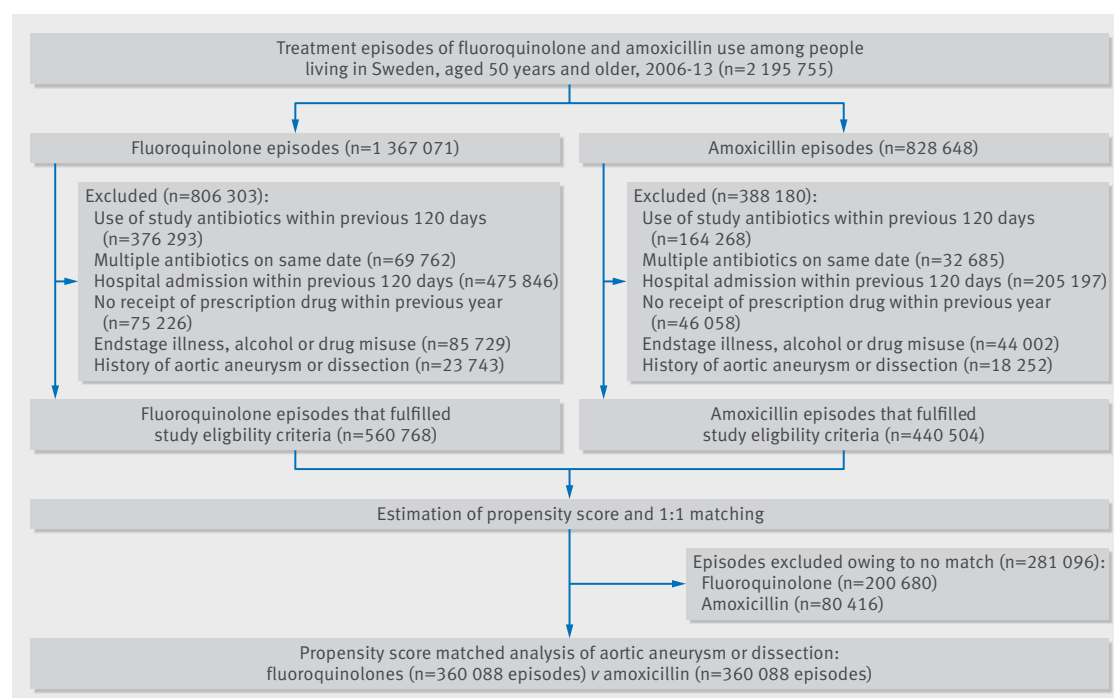 Treatment episodes of fluoroquinolone and amoxicillin use among people
living in Sweden, aged 50 years and older, 2006-13 (n=2 195 755)
Fluoroquinolone episodes (n=1 367 071)
Amoxicillin episodes (n=828 648)
Excluded (n=806 303):
Use of study antibiotics within previous 120 days
(n=376 293)
Multiple antibiotics on same date (n=69 762)
Hospital admission within previous 120 days (n=475 846)
No receipt of prescription drug within previous year
(n=75 226)
Endstage illness, alcohol or drug misuse (n=85 729)
History of aortic aneurysm or dissection (n=23 743)
Excluded (n=388 180):
Use of study antibiotics within previous 120 days
(n=164 268)
Multiple antibiotics on same date (n=32 685)
Hospital admission within previous 120 days (n=205 197)
No receipt of prescription drug within previous year
(n=46 058)
Endstage illness, alcohol or drug misuse (n=44 002)
History of aortic aneurysm or dissection (n=18 252)
Fluoroquinolone episodes that fulfilled
study eligbility criteria (n=560 768)
Amoxicillin episodes that fulfilled
study eligbility criteria (n=440 504)
Estimation of propensity score and 1:1 matching
Episodes excluded owing to no match (n=281 096):
Fluoroquinolone (n=200 680)
Amoxicillin (n=80 416)
Propensity score matched analysis of aortic aneurysm or dissection:
fluoroquinolones (n=360 088 episodes) v amoxicillin (n=360 088 episodes)